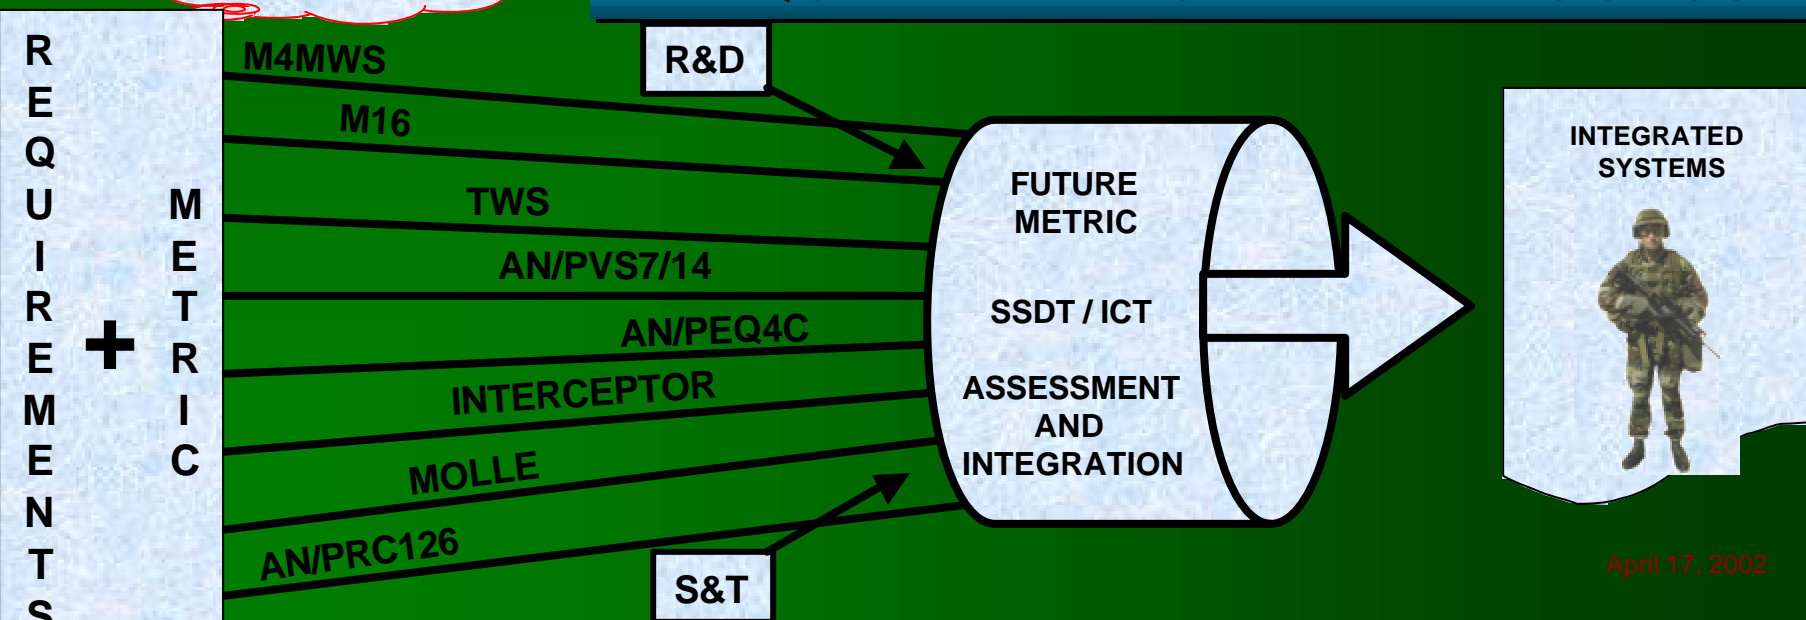 REQUIREMENTS
+
METRIC
M4MWS
M16
TWS
AN/PVS7/14
AN/PEQ4C
INTERCEPTOR
MOLLE
AN/PRC126
R&D
S&T
FUTURE
METRIC
SSDT / ICT
ASSESSMENT
AND
INTEGRATION
INTEGRATED
SYSTEMS
April 17, 2002